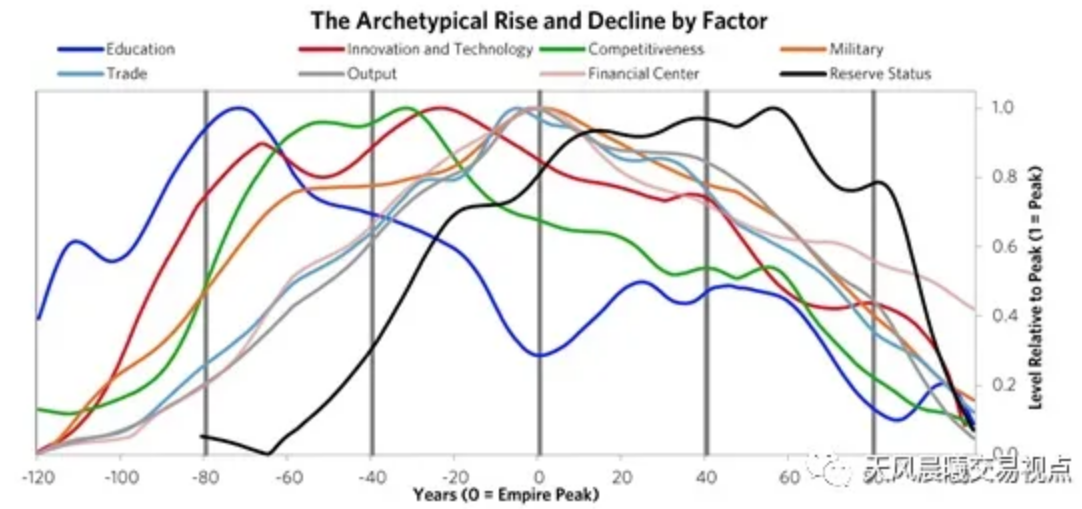 The Archetypical Rise and Decline by Factor
Education Innovation and Technology Competitiveness Military
Trade Output Financial Center Reserve Status
1.0
0.8
0.6
0.4
0.2
0.0
Level Relative to Peak (1 = Peak)
-120 -100 -80 -60 -40 -20 0 20 40 60
Years (0 = Empire Peak)
天风晨曦交易视点